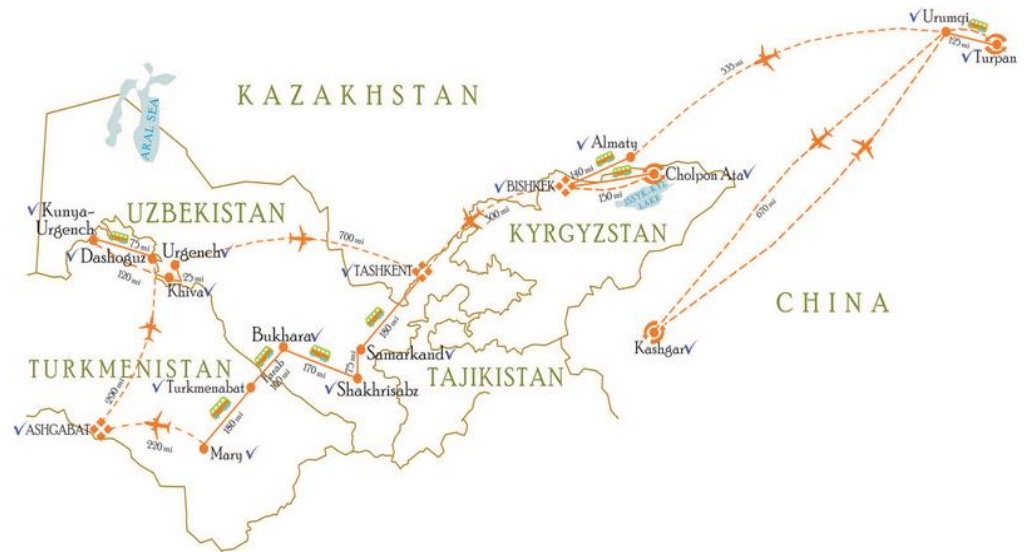 Urumqi
125 mi
Turpan
535 mi
KAZAKHSTAN
ARAL SEA
Almaty
140 mi
BISHKEK
Cholpon Ata
150 mi
ISSYK-KYL
LAKE
300 mi
670 mi
Kunya-
Urgench
UZBEKISTAN
KYRGYZSTAN
75 mi
700 mi
Dashoguz
Urgench
120 mi
25 mi
Khiva
TASHKENT
CHINA
180 mi
Bukhara
Samarkand
Kashgar
TURKMENISTAN
Farab
170 mi
75 mi
TAJIKISTAN
Turkmenabat
Shakhrisabz
180 mi
ASHGABAT
220 mi
Mary